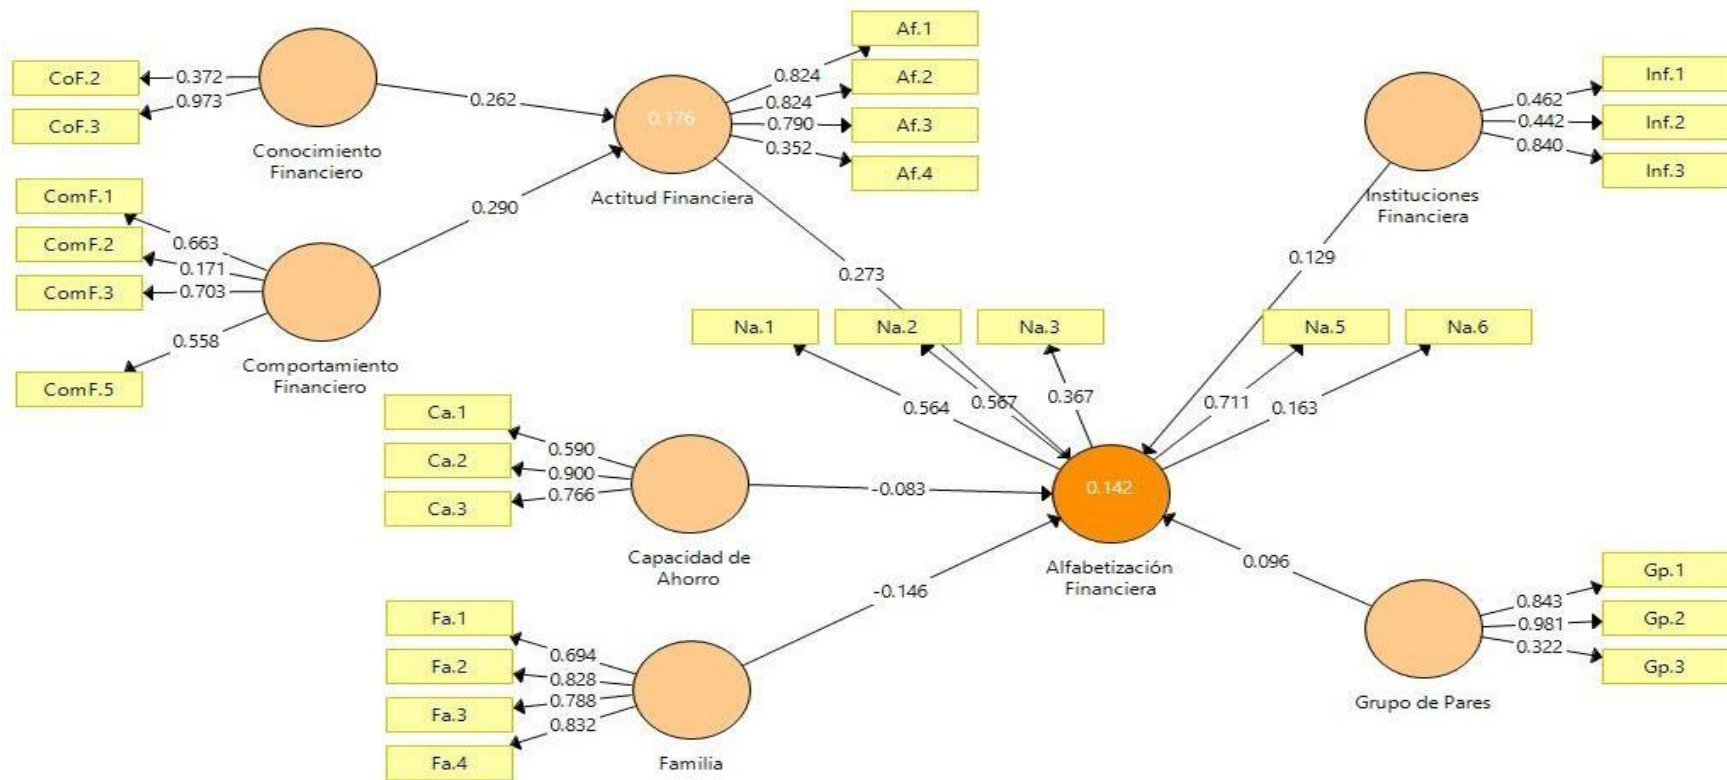 CoF.2
0.372
0.973
CoF.3
Conocimiento
Financiero
0.262
0.176
Actitud Financiera
0.824
0.824
0.790
0.352
Af.1
Af.2
Af.3
Af.4
ComF.1
ComF.2
ComF.3
ComF.5
0.663
0.171
0.703
0.558
Comportamiento
Financiero
0.290
0.273
Inf.1
Inf.2
Inf.3
0.462
0.442
0.840
Instituciones
Financiera
0.129
Na.1
Na.2
Na.3
Na.5
Na.6
0.564
0.567
0.367
0.711
0.163
Ca.1
Ca.2
Ca.3
0.590
0.900
0.766
Capacidad de
Ahorro
-0.083
0.142
Alfabetización
Financiera
Fa.1
Fa.2
Fa.3
Fa.4
0.694
0.828
0.788
0.832
Familia
-0.146
0.096
Gp.1
Gp.2
Gp.3
0.843
0.981
0.322
Grupo de Pares